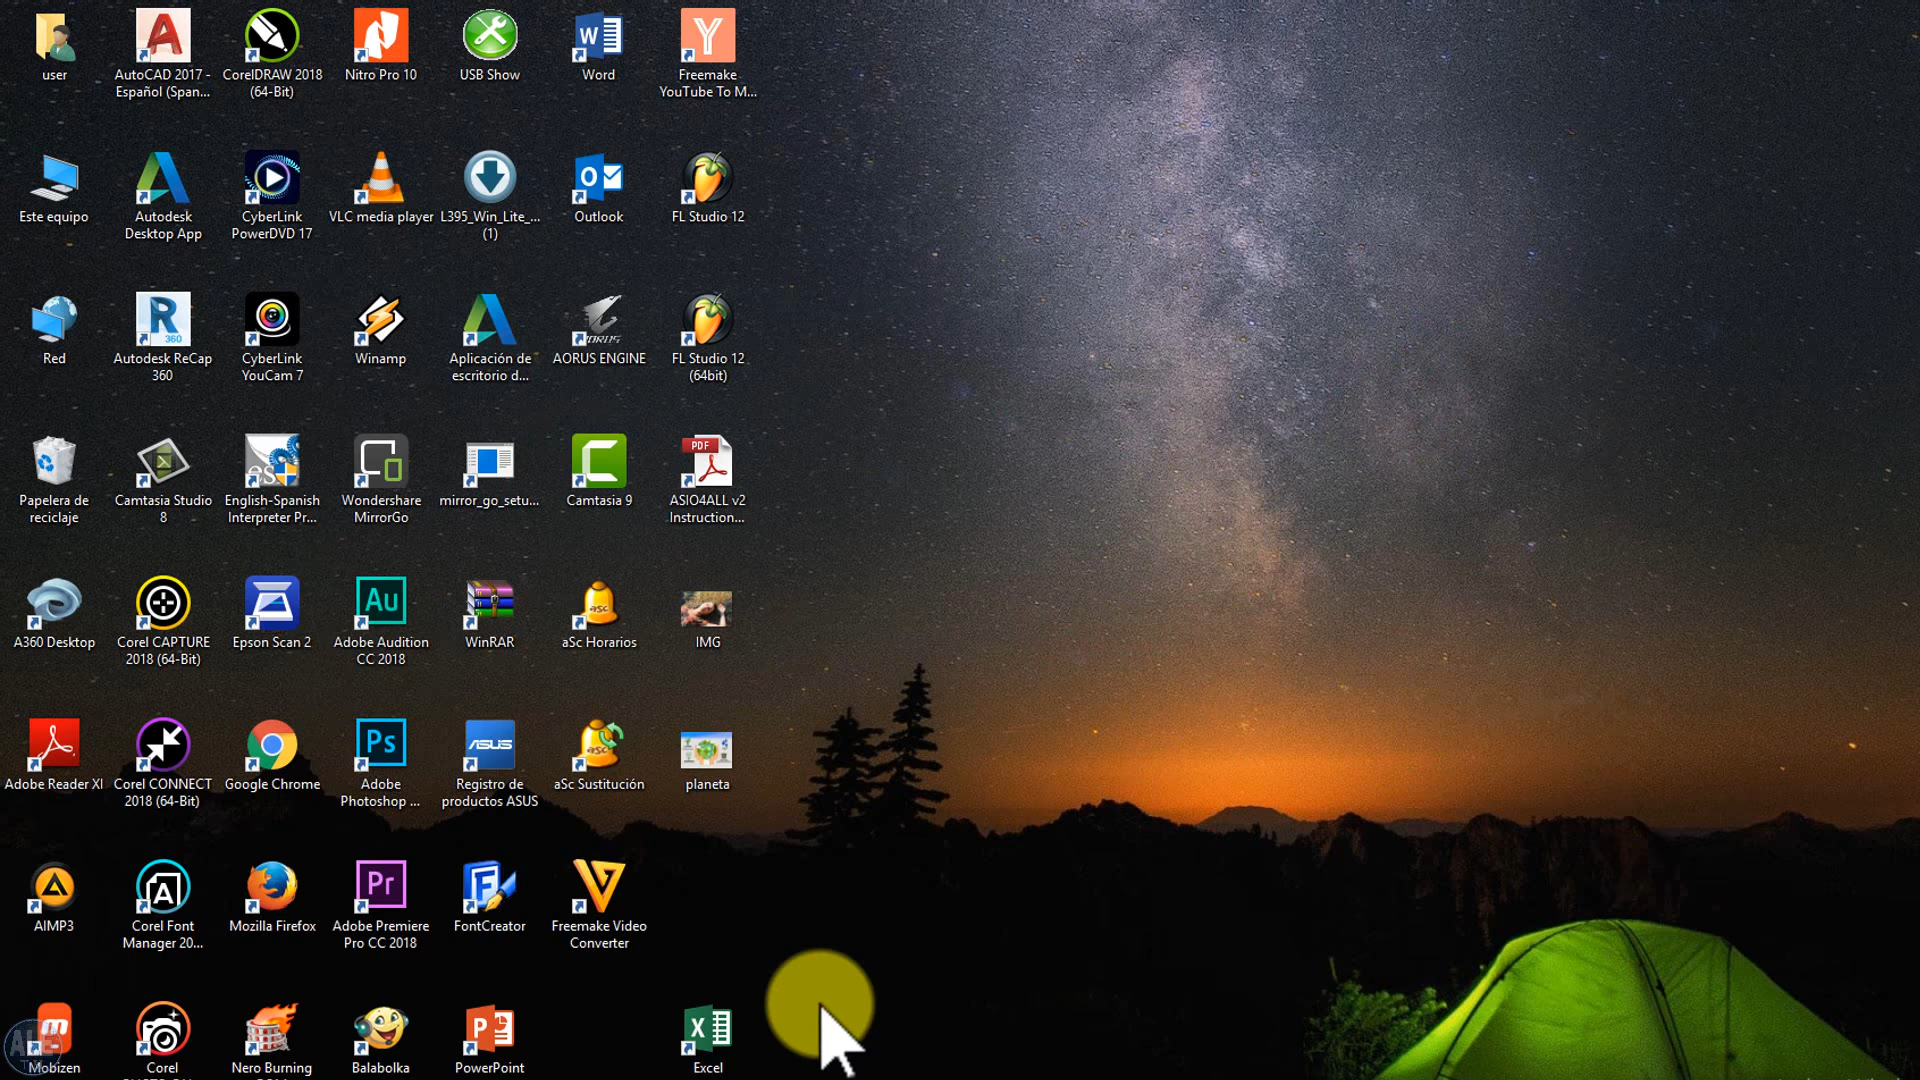 user
AutoCAD 2017 -
Español (Span...
CorelDRAW 2018
(64-Bit)
Nitro Pro 10
USB Show
Word
Freemake
YouTube To M...
Este equipo
Autodesk
Desktop App
CyberLink
PowerDVD 17
VLC media player
L395_Win_Lite_...
(1)
Outlook
FL Studio 12
Red
Autodesk ReCap
360
CyberLink
YouCam 7
Winamp
Aplicación de
escritorio d...
AORUS ENGINE
FL Studio 12
(64bit)
Papelera de
reciclaje
Camtasia Studio
8
English-Spanish
Interpreter Pr...
Wondershare
MirrorGo
mirror_go_setu...
Camtasia 9
ASIO4ALL v2
Instruction...
A360 Desktop
Corel CAPTURE
2018 (64-Bit)
Epson Scan 2
Adobe Audition
CC 2018
WinRAR
aSc Horarios
IMG
Adobe Reader XI
Corel CONNECT
2018 (64-Bit)
Google Chrome
Adobe
Photoshop ...
Registro de
productos ASUS
aSc Sustitución
planeta
AIMP3
Corel Font
Manager 20...
Mozilla Firefox
Adobe Premiere
Pro CC 2018
FontCreator
Freemake Video
Converter
Mobizen
Corel
Nero Burning
Balabolka
PowerPoint
Excel